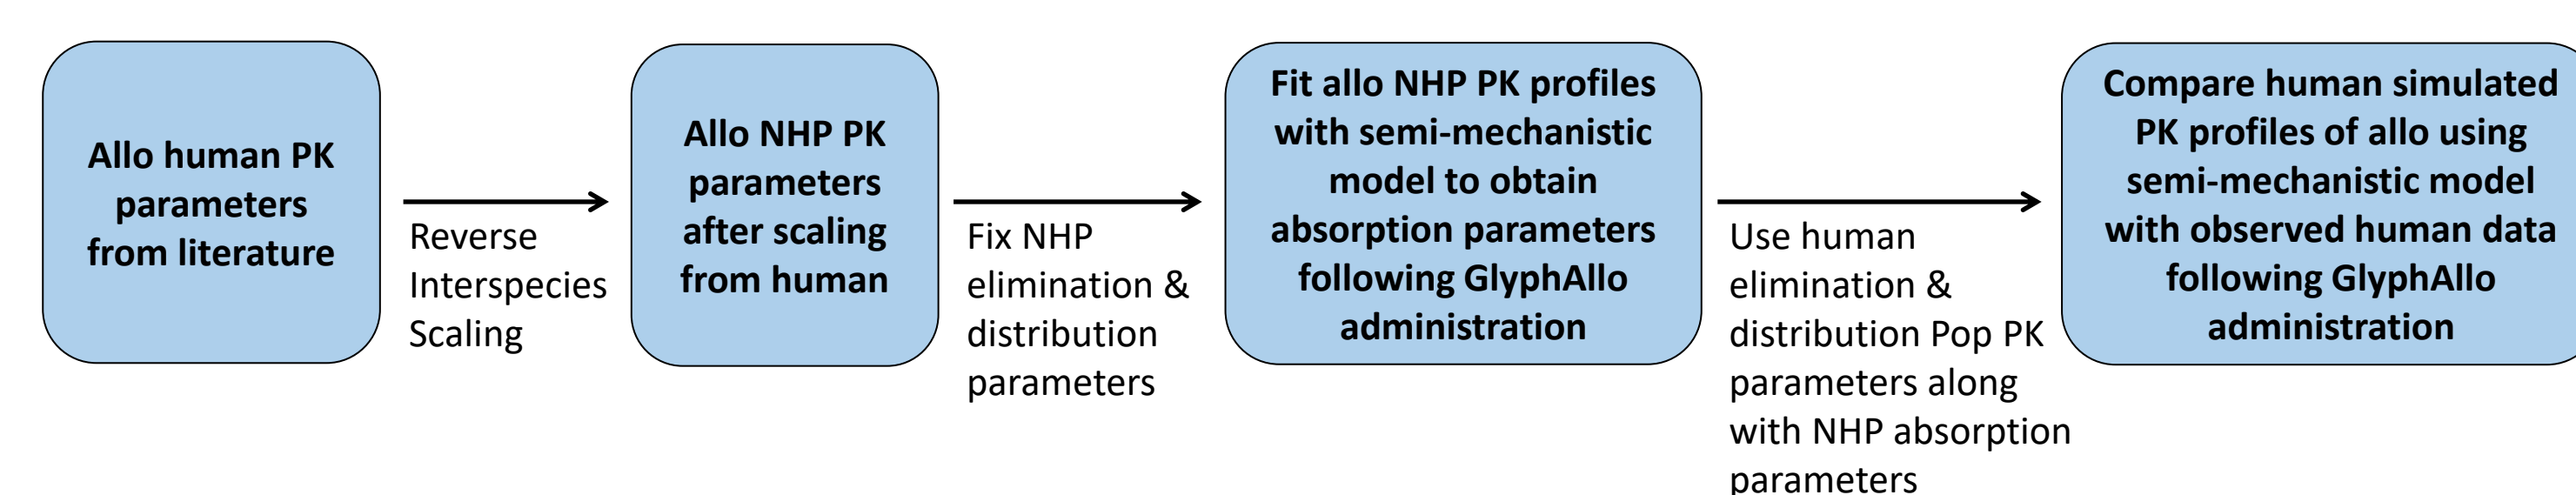 Allo human PK
parameters
from literature
Reverse
Interspecies
Scaling
Allo NHP PK
parameters
after scaling
from human
Fix NHP
elimination &
distribution
parameters
Fit allo NHP PK profiles
with semi-mechanistic
model to obtain
absorption parameters
following GlyphAllo
administration
Use human
elimination &
distribution Pop PK
parameters along
with NHP absorption
parameters
Compare human simulated
PK profiles of allo using
semi-mechanistic model
with observed human data
following GlyphAllo
administration